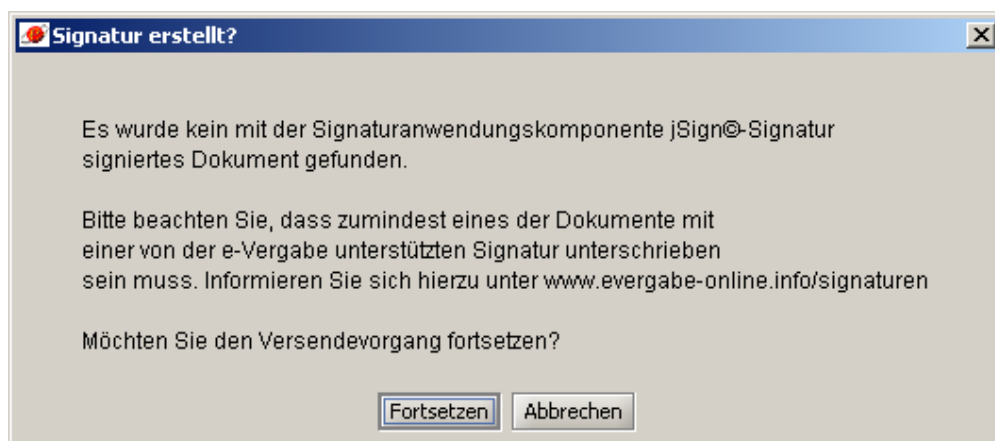 Signatur erstellt?
Es wurde kein mit der Signaturanwendungskomponente jSign©-Signatur
signiertes Dokument gefunden.
Bitte beachten Sie, dass zumindest eines der Dokumente mit
einer von der e-Vergabe unterstützten Signatur unterschrieben
sein muss. Informieren Sie sich hierzu unter www.evergabe-online.info/signaturen
Möchten Sie den Versendevorgang fortsetzen?
Fortsetzen Abbrechen